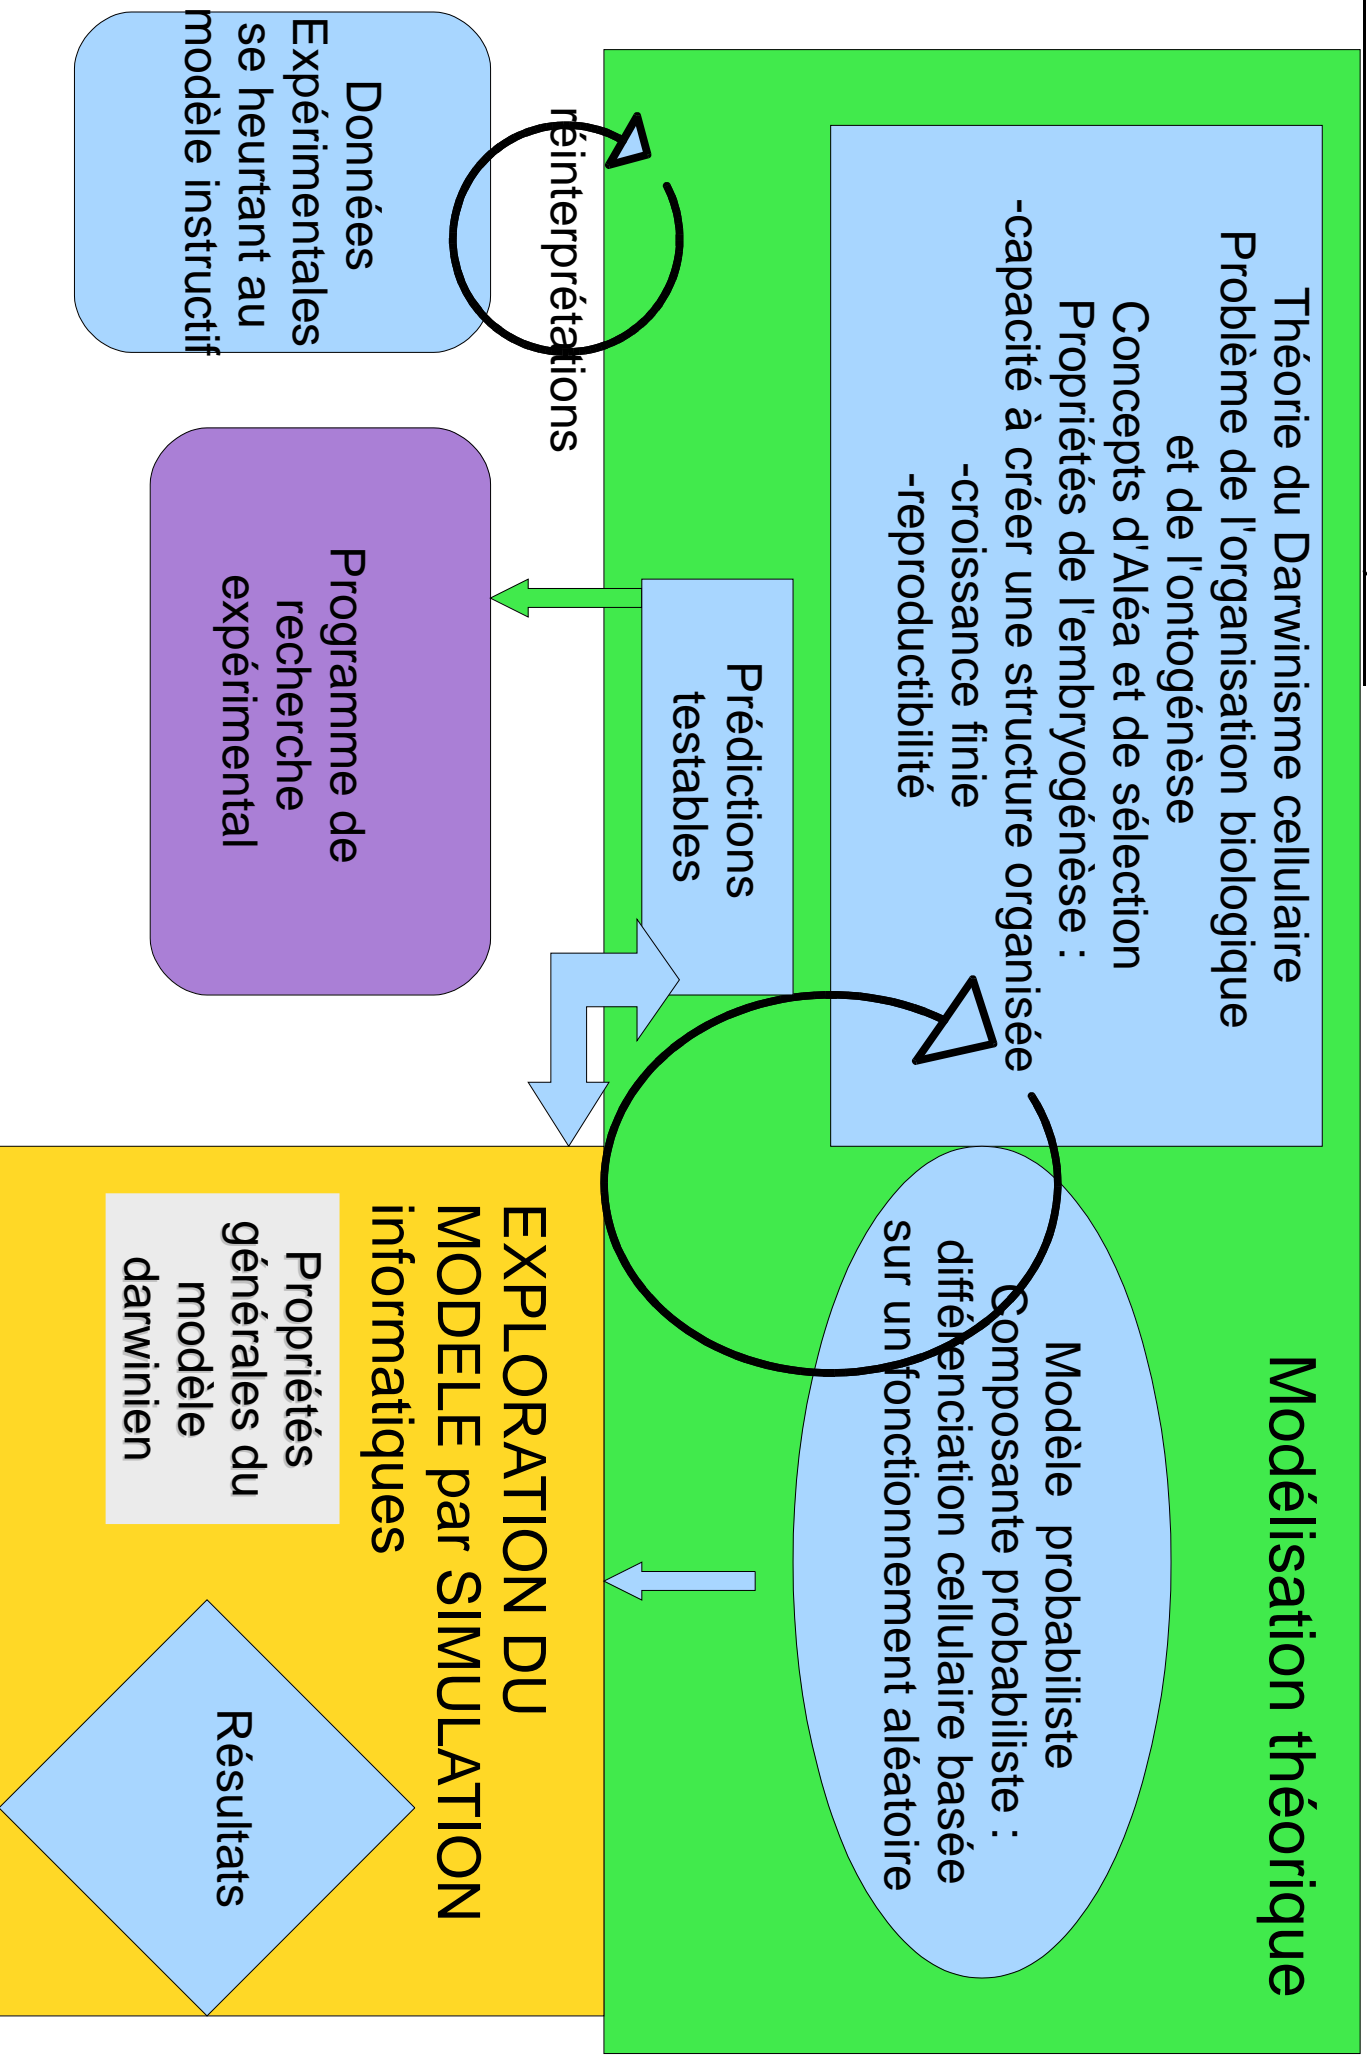 Modélisation théorique
Théorie du Darwinisme cellulaire
Problème de l'organisation biologique
et de l'ontogénèse
Concepts d'Aléa et de sélection
Propriétés de l'embryogénèse :
-capacité à créer une structure organisée
-croissance finie
-reproductibilité
Modèle probabiliste
Composante probabiliste :
différenciation cellulaire basée
sur un fonctionnement aléatoire
Prédictions
testables
réinterprétations
Données
Expérimentales
se heurtant au
modèle instructif
Programme de
recherche
expérimental
EXPLORATION DU
MODELE par SIMULATION
informatiques
Propriétés
générales du
modèle
darwinien
Résultats